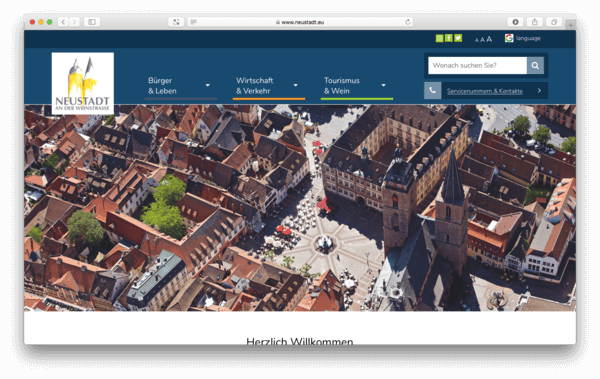 www.neustadt.eu
A A A
language
NEUSTADT
AN DER WEINSTRASSE
Bürger
& Leben
Wirtschaft
& Verkehr
Tourismus
& Wein
Wonach suchen Sie?
Servicenummern & Kontakte
Herzlich Willkommen